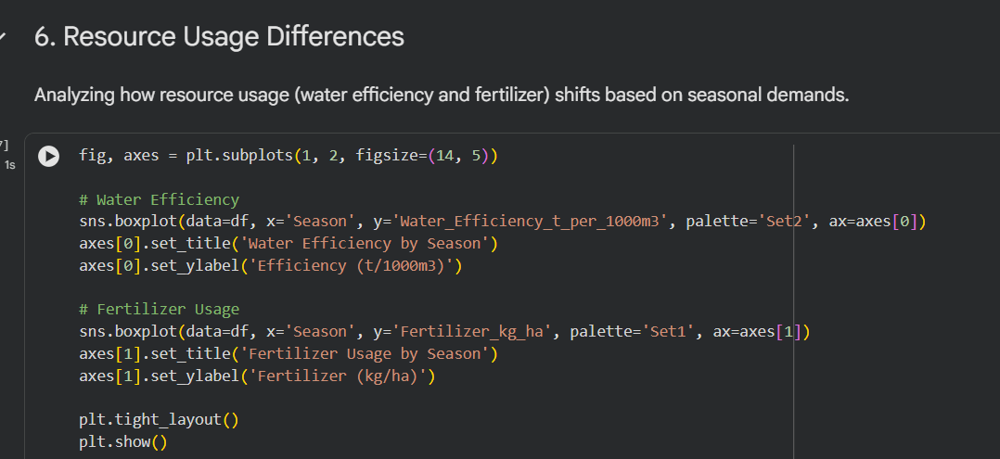 6. Resource Usage Differences
Analyzing how resource usage (water efficiency and fertilizer) shifts based on seasonal demands.
7]
1s
fig, axes = plt.subplots(1, 2, figsize=(14, 5))
# Water Efficiency
sns.boxplot(data=df, x='Season', y='Water_Efficiency_t_per_1000m3', palette='Set2', ax=axes[0])
axes[0].set_title('Water Efficiency by Season')
axes[0].set_ylabel('Efficiency (t/1000m3)')
# Fertilizer Usage
sns.boxplot(data=df, x='Season', y='Fertilizer_kg_ha', palette='Set1', ax=axes[1])
axes[1].set_title('Fertilizer Usage by Season')
axes[1].set_ylabel('Fertilizer (kg/ha)')
plt.tight_layout()
plt.show()